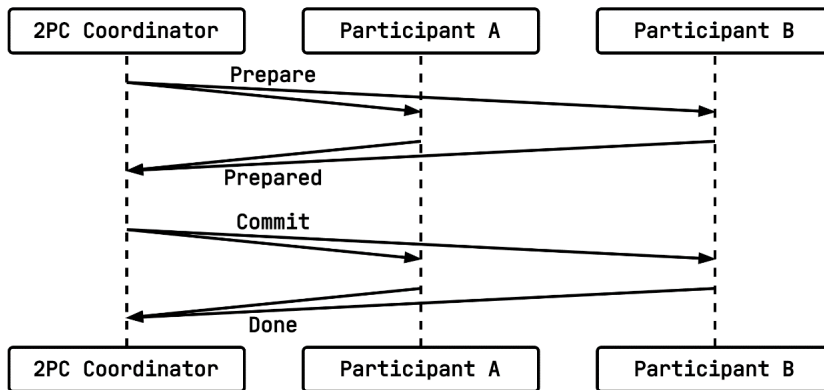 2PC Coordinator
Participant A
Participant B
Prepare
Prepared
Commit
Done
2PC Coordinator
Participant A
Participant B